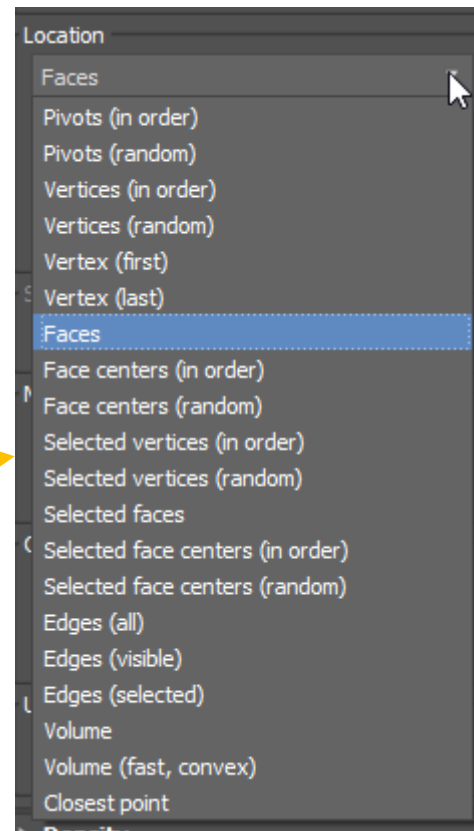 Location
Faces
Pivots (in order)
Pivots (random)
Vertices (in order)
Vertices (random)
Vertex (first)
Vertex (last)
Faces
Face centers (in order)
Face centers (random)
Selected vertices (in order)
Selected vertices (random)
Selected faces
Selected face centers (in order)
Selected face centers (random)
Edges (all)
Edges (visible)
Edges (selected)
Volume
Volume (fast, convex)
Closest point